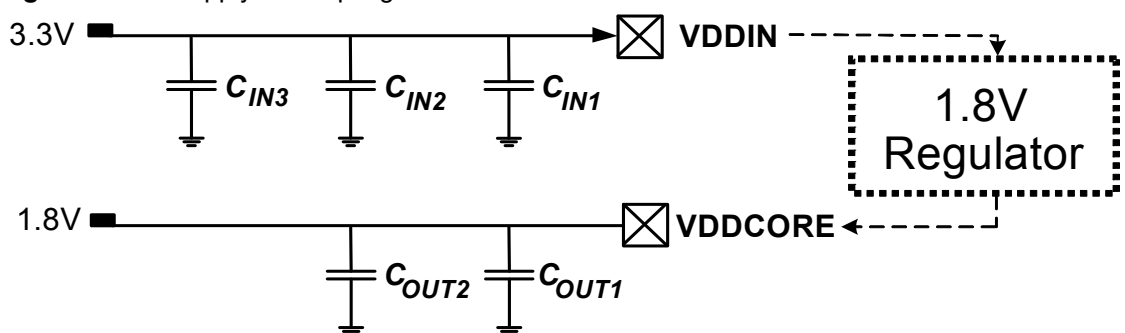 3.3V
VDDIN
C_IN3
C_IN2
C_IN1
1.8V
Regulator
1.8V
VDDCORE
C_OUT2
C_OUT1